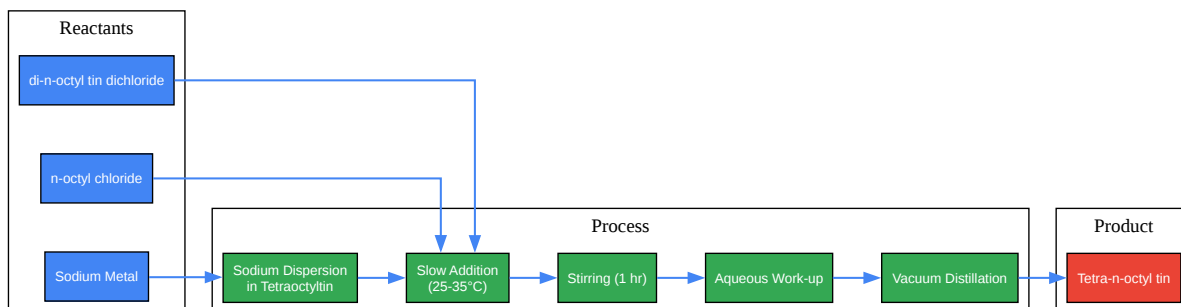 Reactants
di-n-octyl tin dichloride
n-octyl chloride
Sodium Metal
Process
Sodium Dispersion
in Tetraoctyltin
Slow Addition
(25-35°C)
Stirring (1 hr)
Aqueous Work-up
Vacuum Distillation
Product
Tetra-n-octyl tin